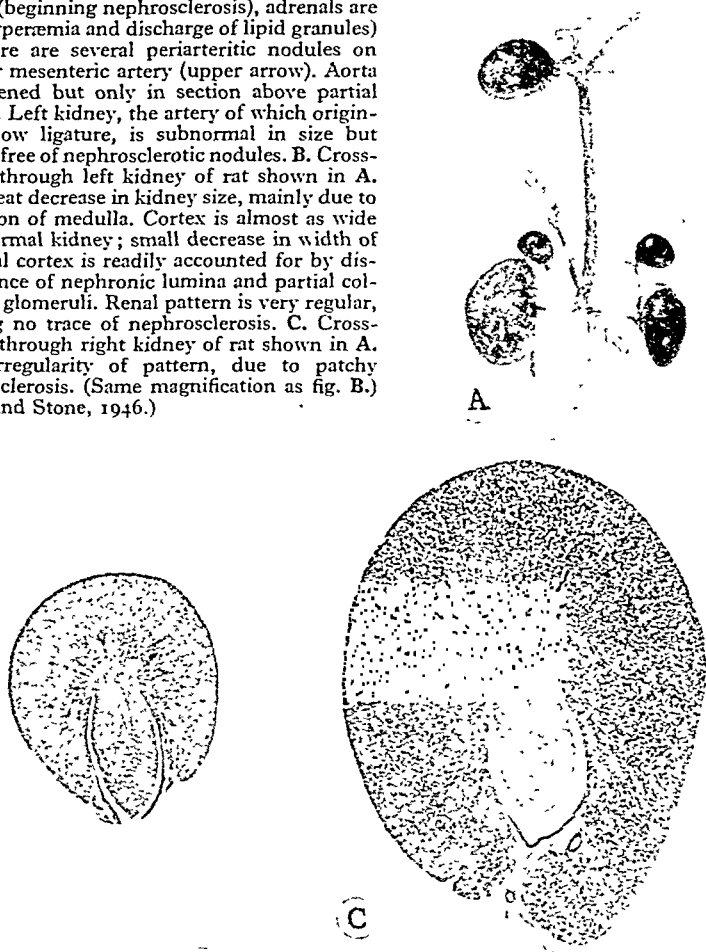 (beginning nephrosclerosis), adrenals are
peræmia and discharge of lipid granules)
re are several periarteritic nodules on
mesenteric artery (upper arrow). Aorta
ened but only in section above partial
Left kidney, the artery of which origin-
ow ligature, is subnormal in size but
free of nephrosclerotic nodules. B. Cross-
through left kidney of rat shown in A.
eat decrease in kidney size, mainly due to
on of medulla. Cortex is almost as wide
rmal kidney; small decrease in width of
l cortex is readily accounted for by dis-
nce of nephronic lumina and partial col-
glomeruli. Renal pattern is very regular,
g no trace of nephrosclerosis. C. Cross-
through right kidney of rat shown in A.
rregularity of pattern, due to patchy
clerosis. (Same magnification as fig. B.)
nd Stone, 1946.)
A
C